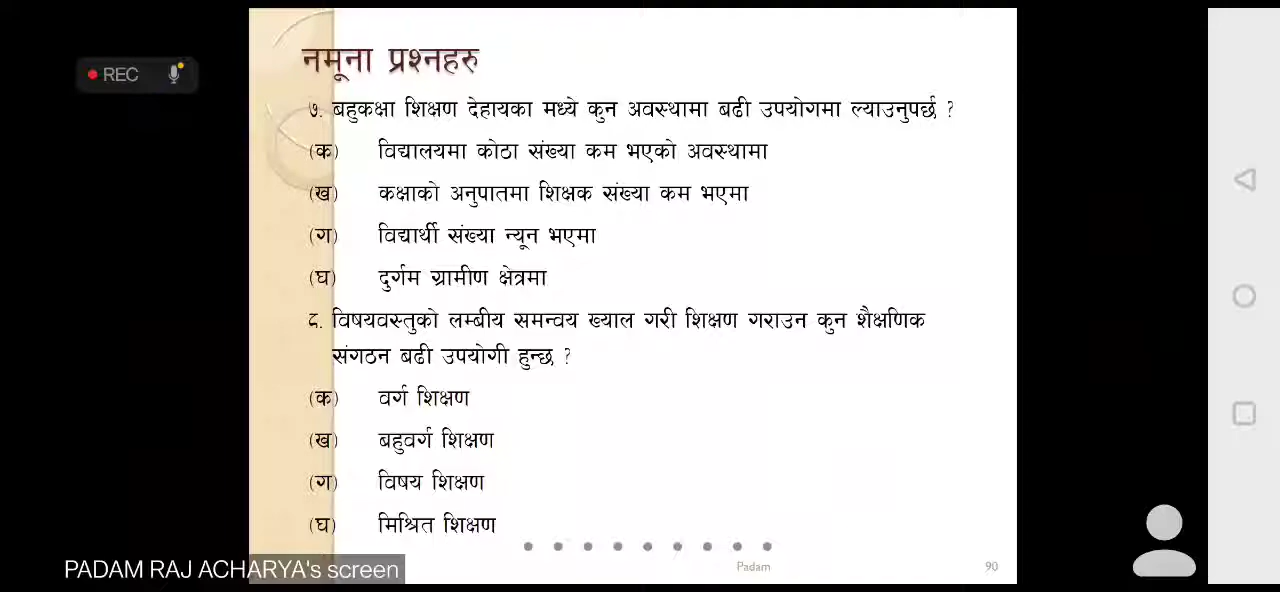 REC
नमूना प्रश्नहरु
७. बहुकक्षा शिक्षण देहायका मध्ये कुन अवस्थामा बढी उपयोगमा ल्याउनुपर्छ ?
(क) विद्यालयमा कोठा संख्या कम भएको अवस्थामा
(ख) कक्षाको अनुपातमा शिक्षक संख्या कम भएमा
(ग) विद्यार्थी संख्या न्यून भएमा
(घ) दुर्गम ग्रामीण क्षेत्रमा
८. विषयवस्तुको लम्बीय समन्वय ख्याल गरी शिक्षण गराउन कुन शैक्षणिक
संगठन बढी उपयोगी हुन्छ ?
(क) वर्ग शिक्षण
(ख) बहुवर्ग शिक्षण
(ग) विषय शिक्षण
(घ) मिश्रित शिक्षण
Padam 90
PADAM RAJ ACHARYA's screen